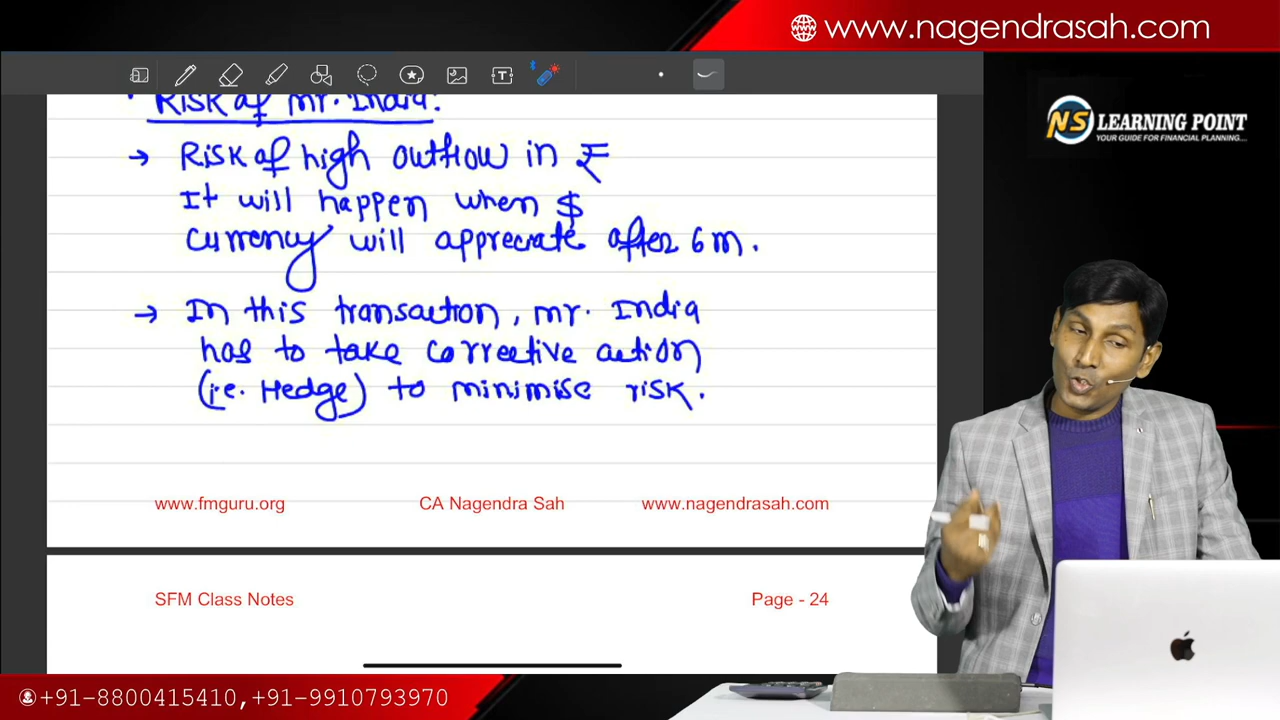 www.nagendrasah.com
NS LEARNING POINT
YOUR GUIDE FOR FINANCIAL PLANNING...
Risk of mr. India:
→ Risk of high outflow in ₹
It will happen when $
currency will appreciate after 6 m.
→ In this transaction, mr. India
has to take corrective action
(i.e. Hedge) to minimise risk.
www.fmguru.org CA Nagendra Sah www.nagendrasah.com
SFM Class Notes Page - 24
+91-8800415410,+91-9910793970